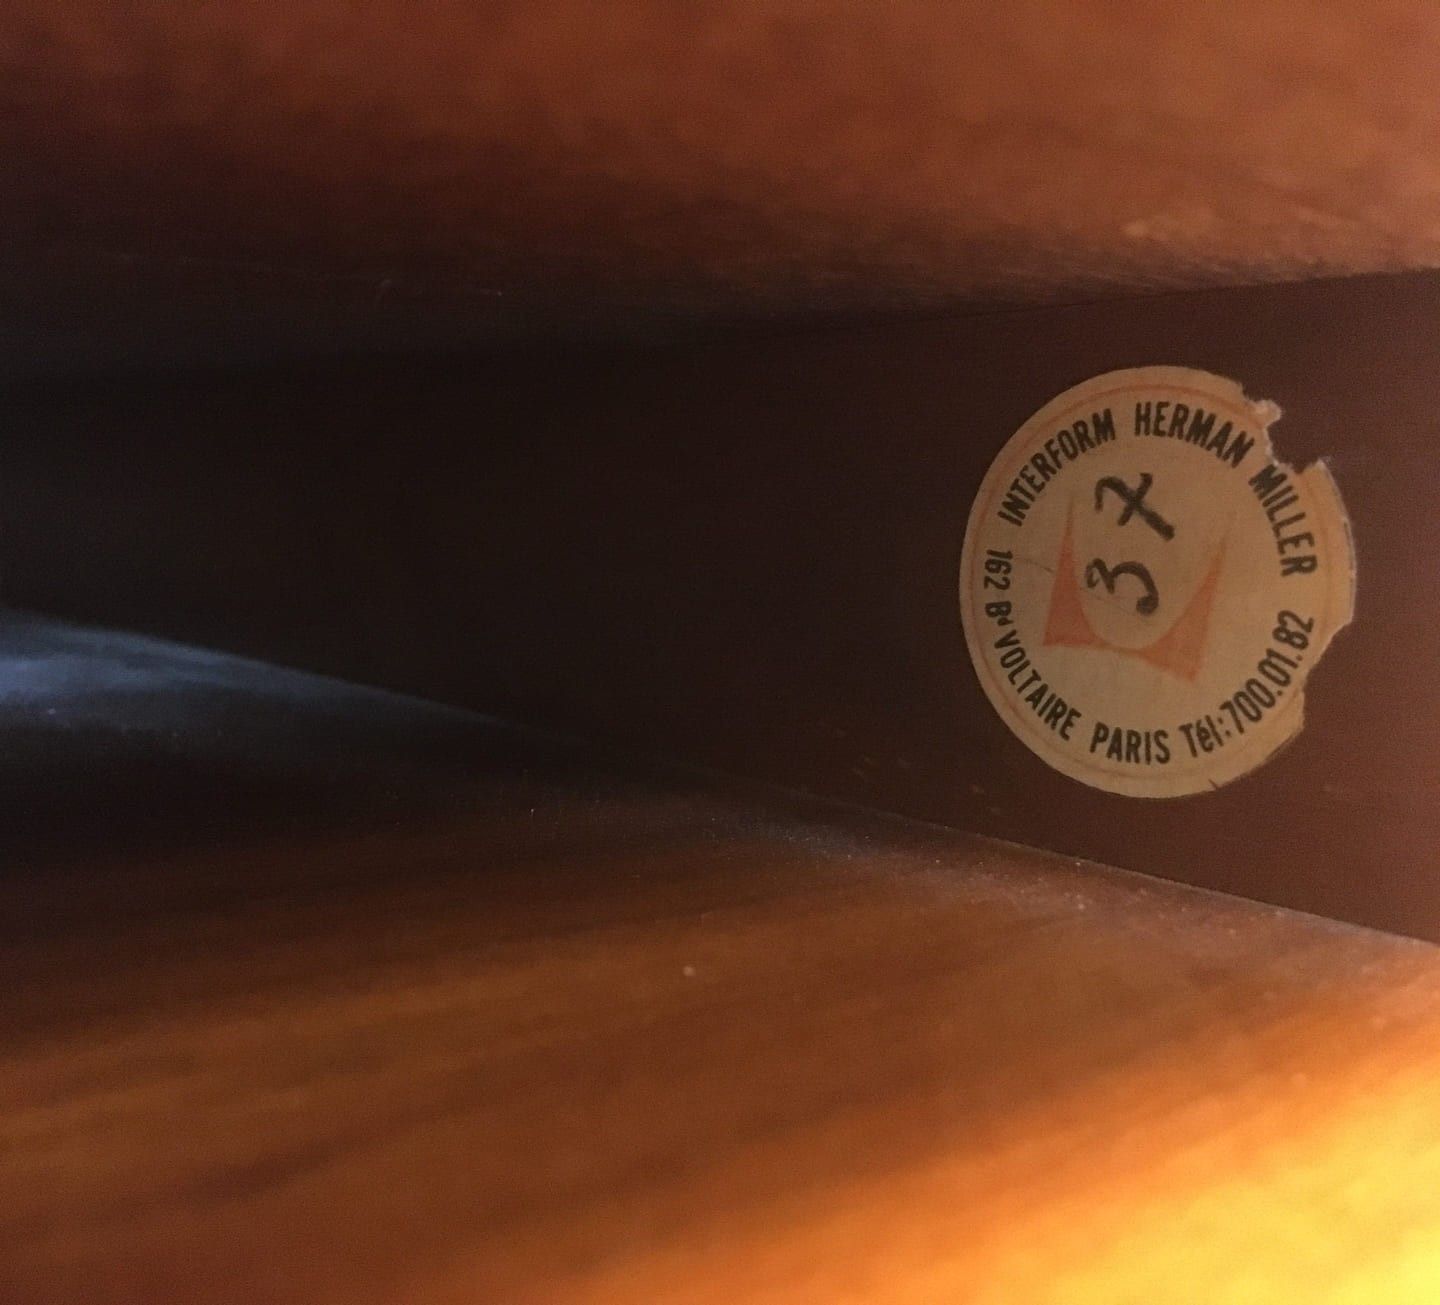 INTERFORM HERMAN MILLER
37
162 Bd VOLTAIRE PARIS Tél: 700.01.82